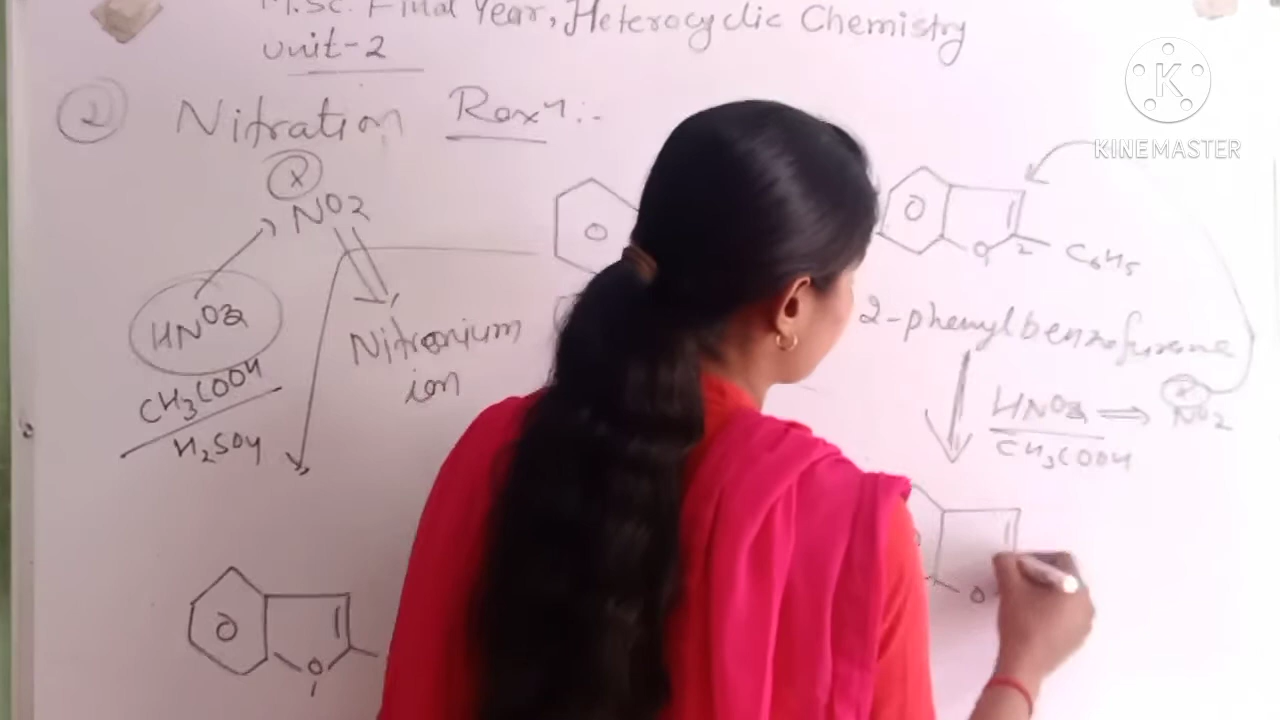 M.Sc. Final Year, Heterocyclic Chemistry
Unit-2
2 Nitration Rexn:-
+
NO2
HNO3
CH3COOH
H2SO4
Nitronium
ion
O
O
O
2
C6H5
2-phenylbenzofurane
HNO3 ⇒ NO2
+
CH3COOH
O
O
O
K
KINEMASTER